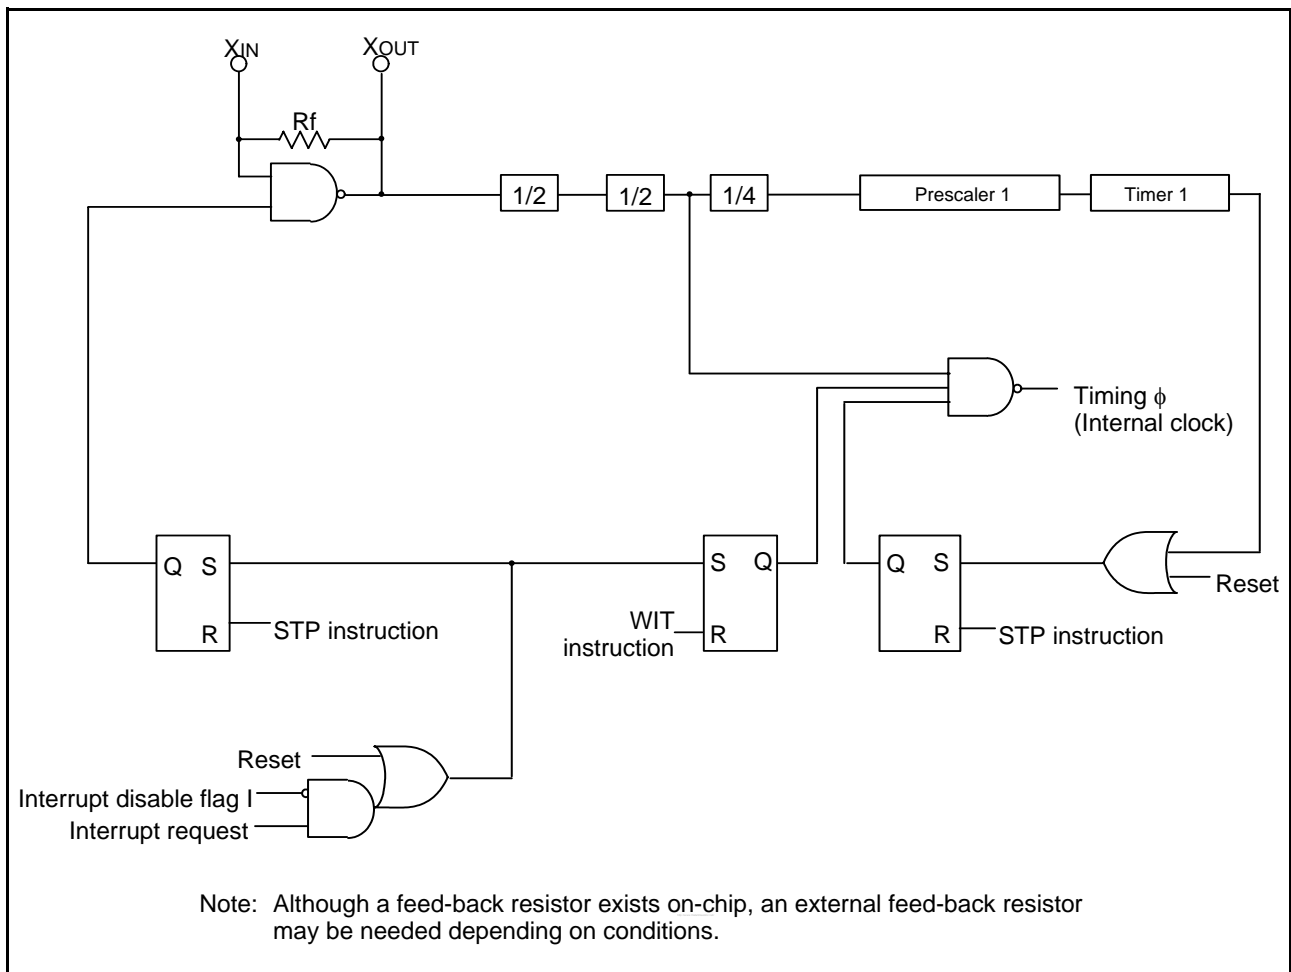 XIN
XOUT
Rf
1/2
1/2
1/4
Prescaler 1
Timer 1
Timing ϕ
(Internal clock)
Q
S
R
STP instruction
S
Q
R
WIT
instruction
Q
S
R
STP instruction
Reset
Reset
Interrupt disable flag I
Interrupt request
Note: Although a feed-back resistor exists on-chip, an external feed-back resistor
may be needed depending on conditions.